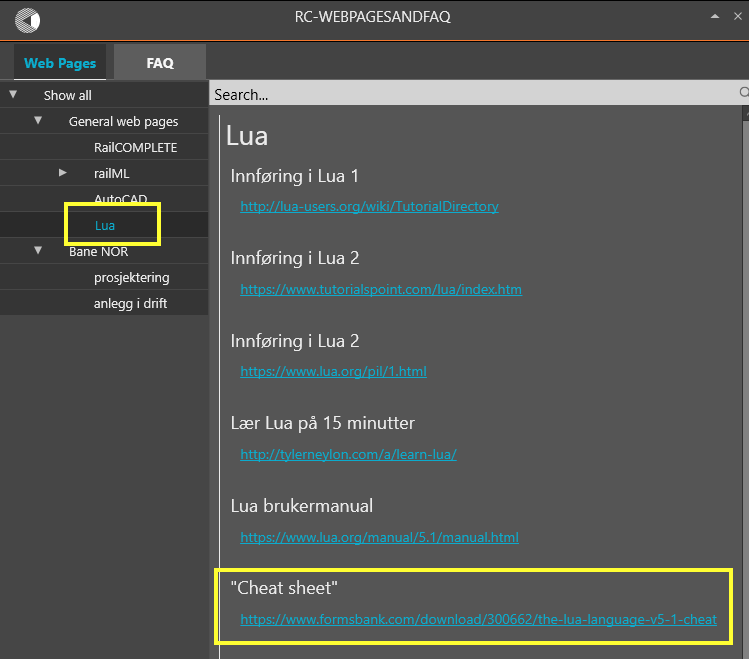 RC-WEBPAGESANDFAQ
Web Pages
FAQ
Show all
General web pages
RailCOMPLETE
railML
AutoCAD
Lua
Bane NOR
prosjektering
anlegg i drift
Search...
Lua
Innføring i Lua 1
http://lua-users.org/wiki/TutorialDirectory
Innføring i Lua 2
https://www.tutorialspoint.com/lua/index.htm
Innføring i Lua 2
https://www.lua.org/pil/1.html
Lær Lua på 15 minutter
http://tylerneylon.com/a/learn-lua/
Lua brukermanual
https://www.lua.org/manual/5.1/manual.html
"Cheat sheet"
https://www.formsbank.com/download/300662/the-lua-language-v5-1-cheat